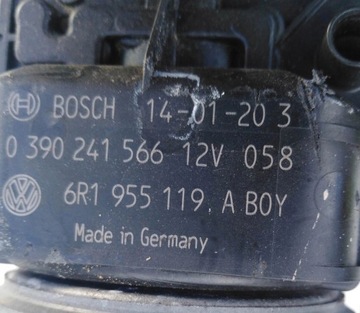 BOSCH 14-01-20 3
0 390 241 566 12V 058
6R1 955 119. A BOY
Made in Germany